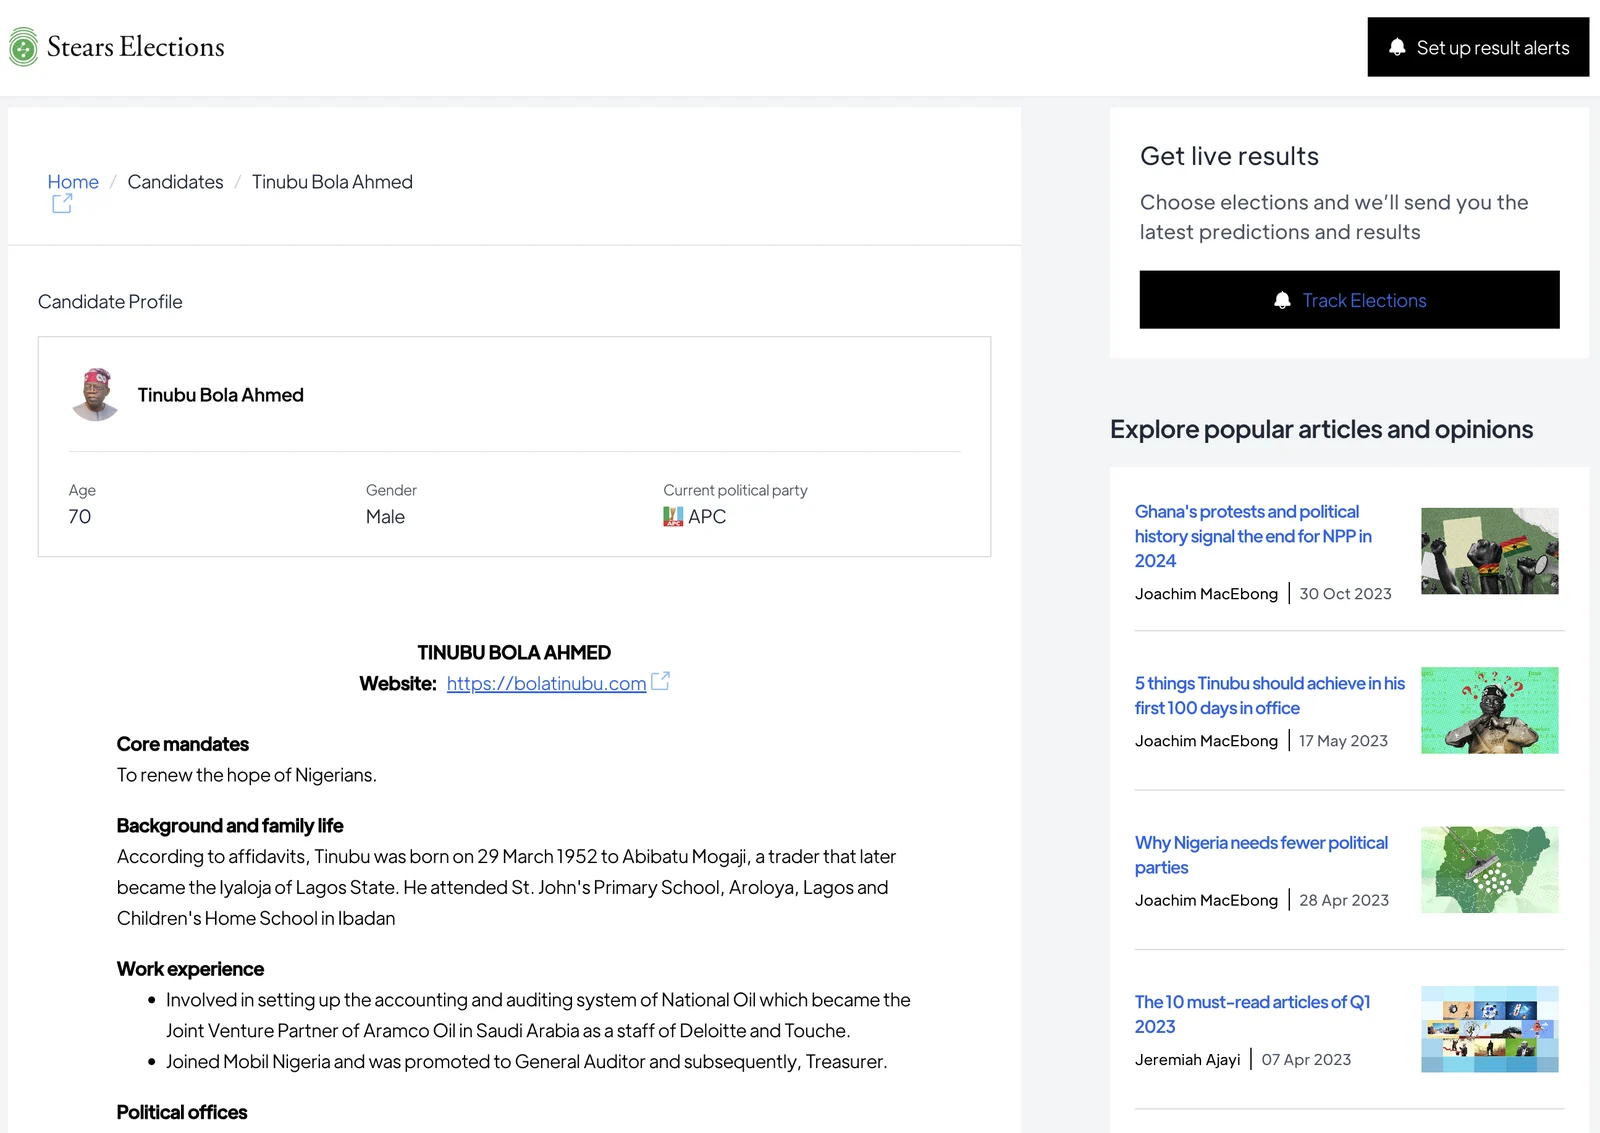 Stears Elections
Set up result alerts
Home / Candidates / Tinubu Bola Ahmed
Candidate Profile
Tinubu Bola Ahmed
Age
70
Gender
Male
Current political party
APC
TINUBU BOLA AHMED
Website: https://bolatinubu.com
Core mandates
To renew the hope of Nigerians.
Background and family life
According to affidavits, Tinubu was born on 29 March 1952 to Abibatu Mogaji, a trader that later
became the Iyaloja of Lagos State. He attended St. John's Primary School, Aroloya, Lagos and
Children's Home School in Ibadan
Work experience
• Involved in setting up the accounting and auditing system of National Oil which became the
Joint Venture Partner of Aramco Oil in Saudi Arabia as a staff of Deloitte and Touche.
• Joined Mobil Nigeria and was promoted to General Auditor and subsequently, Treasurer.
Political offices
Get live results
Choose elections and we'll send you the
latest predictions and results
Track Elections
Explore popular articles and opinions
Ghana's protests and political
history signal the end for NPP in
2024
Joachim MacEbong | 30 Oct 2023
5 things Tinubu should achieve in his
first 100 days in office
Joachim MacEbong | 17 May 2023
Why Nigeria needs fewer political
parties
Joachim MacEbong | 28 Apr 2023
The 10 must-read articles of Q1
2023
Jeremiah Ajayi | 07 Apr 2023